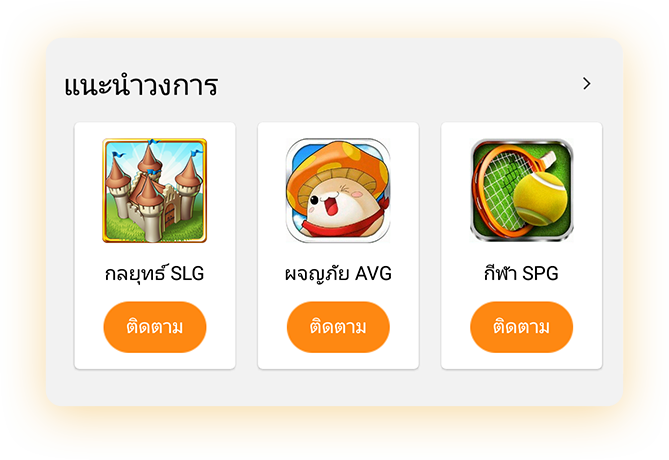 แนะนำวงการ
กลยุทธ์ SLG
ผจญภัย AVG
กีฬา SPG
ติดตาม
ติดตาม
ติดตาม